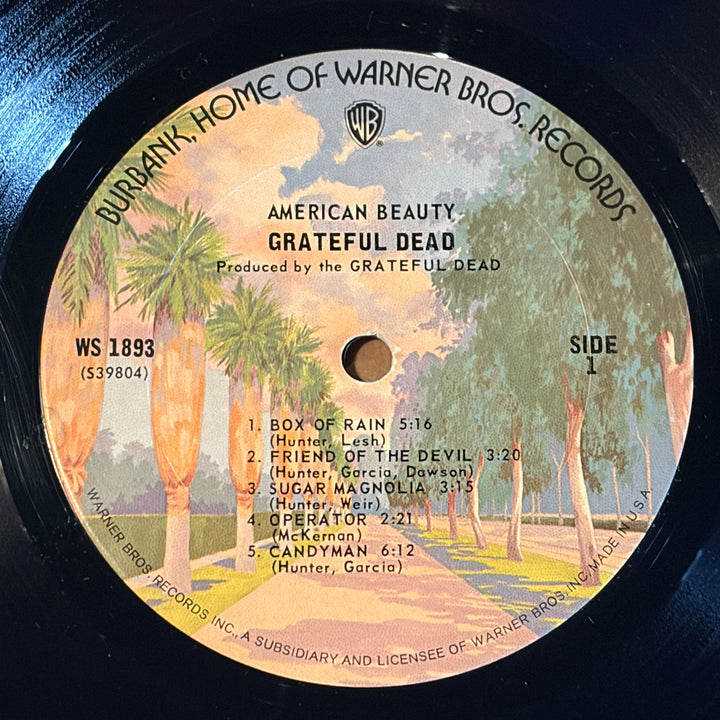 BURBANK, HOME OF WARNER BROS. RECORDS
WB
®
AMERICAN BEAUTY
GRATEFUL DEAD
Produced by the GRATEFUL DEAD
WS 1893
(S39804)
SIDE
1
1. BOX OF RAIN 5:16
(Hunter, Lesh)
2. FRIEND OF THE DEVIL 3:20
(Hunter, Garcia, Dawson)
3. SUGAR MAGNOLIA 3:15
(Hunter, Weir)
4. OPERATOR 2:21
(McKernan)
5. CANDYMAN 6:12
(Hunter, Garcia)
WARNER BROS. RECORDS INC., A SUBSIDIARY AND LICENSEE OF WARNER BROS. INC. MADE IN U.S.A.